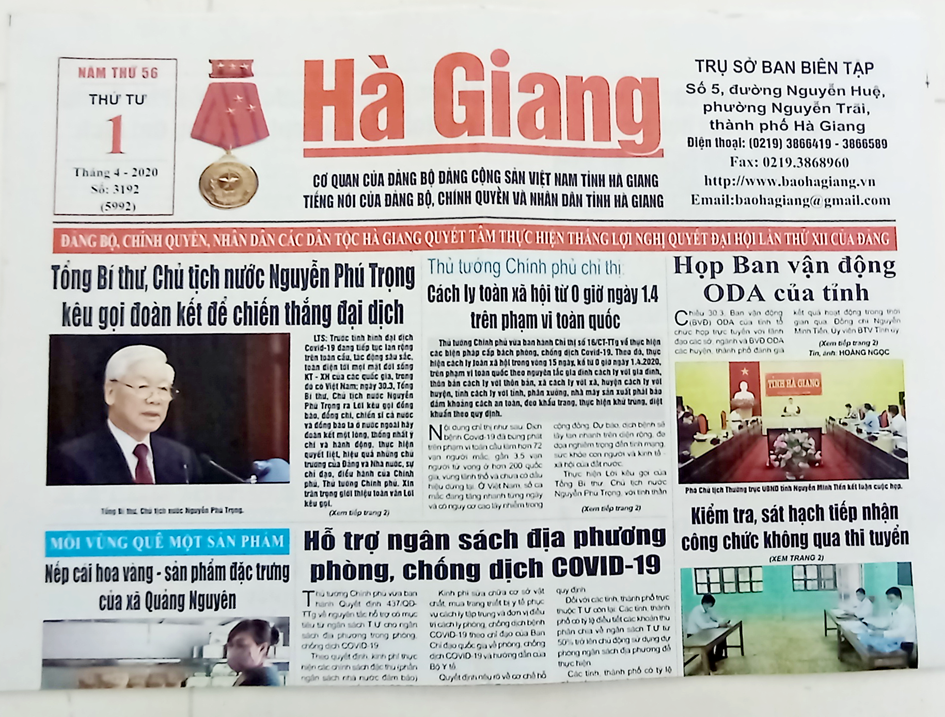 NĂM THỨ 56
THỨ TƯ
1
Tháng 4 - 2020
Số: 3192
(5992)
Hà Giang
CƠ QUAN CỦA ĐẢNG BỘ ĐẢNG CỘNG SẢN VIỆT NAM TỈNH HÀ GIANG
TIẾNG NÓI CỦA ĐẢNG BỘ, CHÍNH QUYỀN VÀ NHÂN DÂN TỈNH HÀ GIANG
TRỤ SỞ BAN BIÊN TẬP
Số 5, đường Nguyễn Huệ,
phường Nguyễn Trãi,
thành phố Hà Giang
Điện thoại: (0219) 3866419 - 3866589
Fax: 0219.3868960
http://www.baohagiang.vn
Email:baohagiang@gmail.com
ĐẢNG BỘ, CHÍNH QUYỀN, NHÂN DÂN CÁC DÂN TỘC HÀ GIANG QUYẾT TÂM THỰC HIỆN THẮNG LỢI NGHỊ QUYẾT ĐẠI HỘI LẦN THỨ XII CỦA ĐẢNG
Tổng Bí thư, Chủ tịch nước Nguyễn Phú Trọng
kêu gọi đoàn kết để chiến thắng đại dịch
LTS: Trước tình hình đại dịch
Covid-19 đang tiếp tục lan rộng
trên toàn cầu, tác động sâu sắc,
toàn diện tới mọi mặt đời sống
KT - XH của các quốc gia, trong
đó có Việt Nam; ngày 30.3, Tổng
Bí thư, Chủ tịch nước Nguyễn
Phú Trọng ra Lời kêu gọi đồng
bào, đồng chí, chiến sĩ cả nước
và đồng bào ta ở nước ngoài hãy
đoàn kết một lòng, thống nhất ý
chí và hành động, thực hiện
quyết liệt, hiệu quả những chủ
trương của Đảng và Nhà nước, sự
chỉ đạo, điều hành của Chính
phủ, Thủ tướng Chính phủ. Xin
trân trọng giới thiệu toàn văn Lời
kêu gọi.
(Xem tiếp trang 2)
Tổng Bí thư, Chủ tịch nước Nguyễn Phú Trọng.
Thủ tướng Chính phủ chỉ thị:
Cách ly toàn xã hội từ 0 giờ ngày 1.4
trên phạm vi toàn quốc
Thủ tướng Chính phủ vừa ban hành Chỉ thị số 16/CT-TTg về thực hiện
các biện pháp cấp bách phòng, chống dịch Covid-19. Theo đó, thực
hiện cách ly toàn xã hội trong vòng 15 ngày, kể từ 0 giờ ngày 1.4.2020,
trên phạm vi toàn quốc theo nguyên tắc gia đình cách ly với gia đình,
thôn bản cách ly với thôn bản, xã cách ly với xã, huyện cách ly với
huyện, tỉnh cách ly với tỉnh, phân xưởng, nhà máy sản xuất phải bảo
đảm khoảng cách an toàn, đeo khẩu trang, thực hiện khử trùng, diệt
khuẩn theo quy định.
Nội dung chỉ thị như sau: Dịch
bệnh Covid-19 đã bùng phát
trên phạm vi toàn cầu làm hơn 72
vạn người mắc, gần 3,5 vạn
người tử vong ở hơn 200 quốc
gia, vùng lãnh thổ và chưa có dấu
hiệu dừng lại. Ở Việt Nam, số ca
mắc đang tăng nhanh từng ngày
và có nguy cơ cao lây nhiễm trong
cộng đồng. Dự báo, dịch bệnh sẽ
lây lan nhanh trên diện rộng, đe
dọa nghiêm trọng đến tính mạng,
sức khỏe con người và kinh tế
- xã hội của đất nước.
Thực hiện Lời kêu gọi của
Tổng Bí thư, Chủ tịch nước
Nguyễn Phú Trọng, với tinh thần
(Xem tiếp trang 2)
Họp Ban vận động
ODA của tỉnh
Chiều 30.3, Ban vận động
(BVĐ) ODA của tỉnh tổ
chức họp trực tuyến với lãnh
đạo các sở, ngành và BVĐ ODA
các huyện, thành phố đánh giá
kết quả hoạt động trong thời
gian qua. Đồng chí Nguyễn
Minh Tiến, Ủy viên BTV Tỉnh ủy
(Xem tiếp trang 2)
Tin, ảnh: HOÀNG NGỌC
TỈNH HÀ GIANG
Phó Chủ tịch Thường trực UBND tỉnh Nguyễn Minh Tiến kết luận cuộc họp.
Kiểm tra, sát hạch tiếp nhận
công chức không qua thi tuyển
(XEM TRANG 2)
MỖI VÙNG QUÊ MỘT SẢN PHẨM
Nếp cái hoa vàng - sản phẩm đặc trưng
của xã Quảng Nguyên
Hỗ trợ ngân sách địa phương
phòng, chống dịch COVID-19
Thủ tướng Chính phủ vừa ban
hành Quyết định 437/QĐ-
TTg về nguyên tắc hỗ trợ có mục
tiêu từ ngân sách T.Ư cho ngân
sách địa phương trong phòng,
chống dịch COVID-19.
Theo quyết định, kinh phí thực
hiện các chính sách đặc thù (phần
ngân sách nhà nước đảm bảo)
Kinh phí sửa chữa cơ sở vật
chất, mua trang thiết bị y tế phục
vụ cách ly tập trung và đơn vị điều
trị cách ly, phòng, chống dịch bệnh
COVID-19 theo chỉ đạo của Ban
Chỉ đạo quốc gia về phòng, chống
dịch COVID-19 và hướng dẫn của
Bộ Y tế.
Quyết định nêu rõ về cơ chế hỗ
quy định.
Đối với các tỉnh, thành phố trực
thuộc T.Ư còn lại: Các tỉnh, thành
phố có tỷ lệ điều tiết các khoản thu
phân chia về ngân sách T.Ư từ
50% trở lên chủ động sử dụng dự
phòng ngân sách địa phương để
thực hiện.
Các tỉnh, thành phố có tỷ lệ